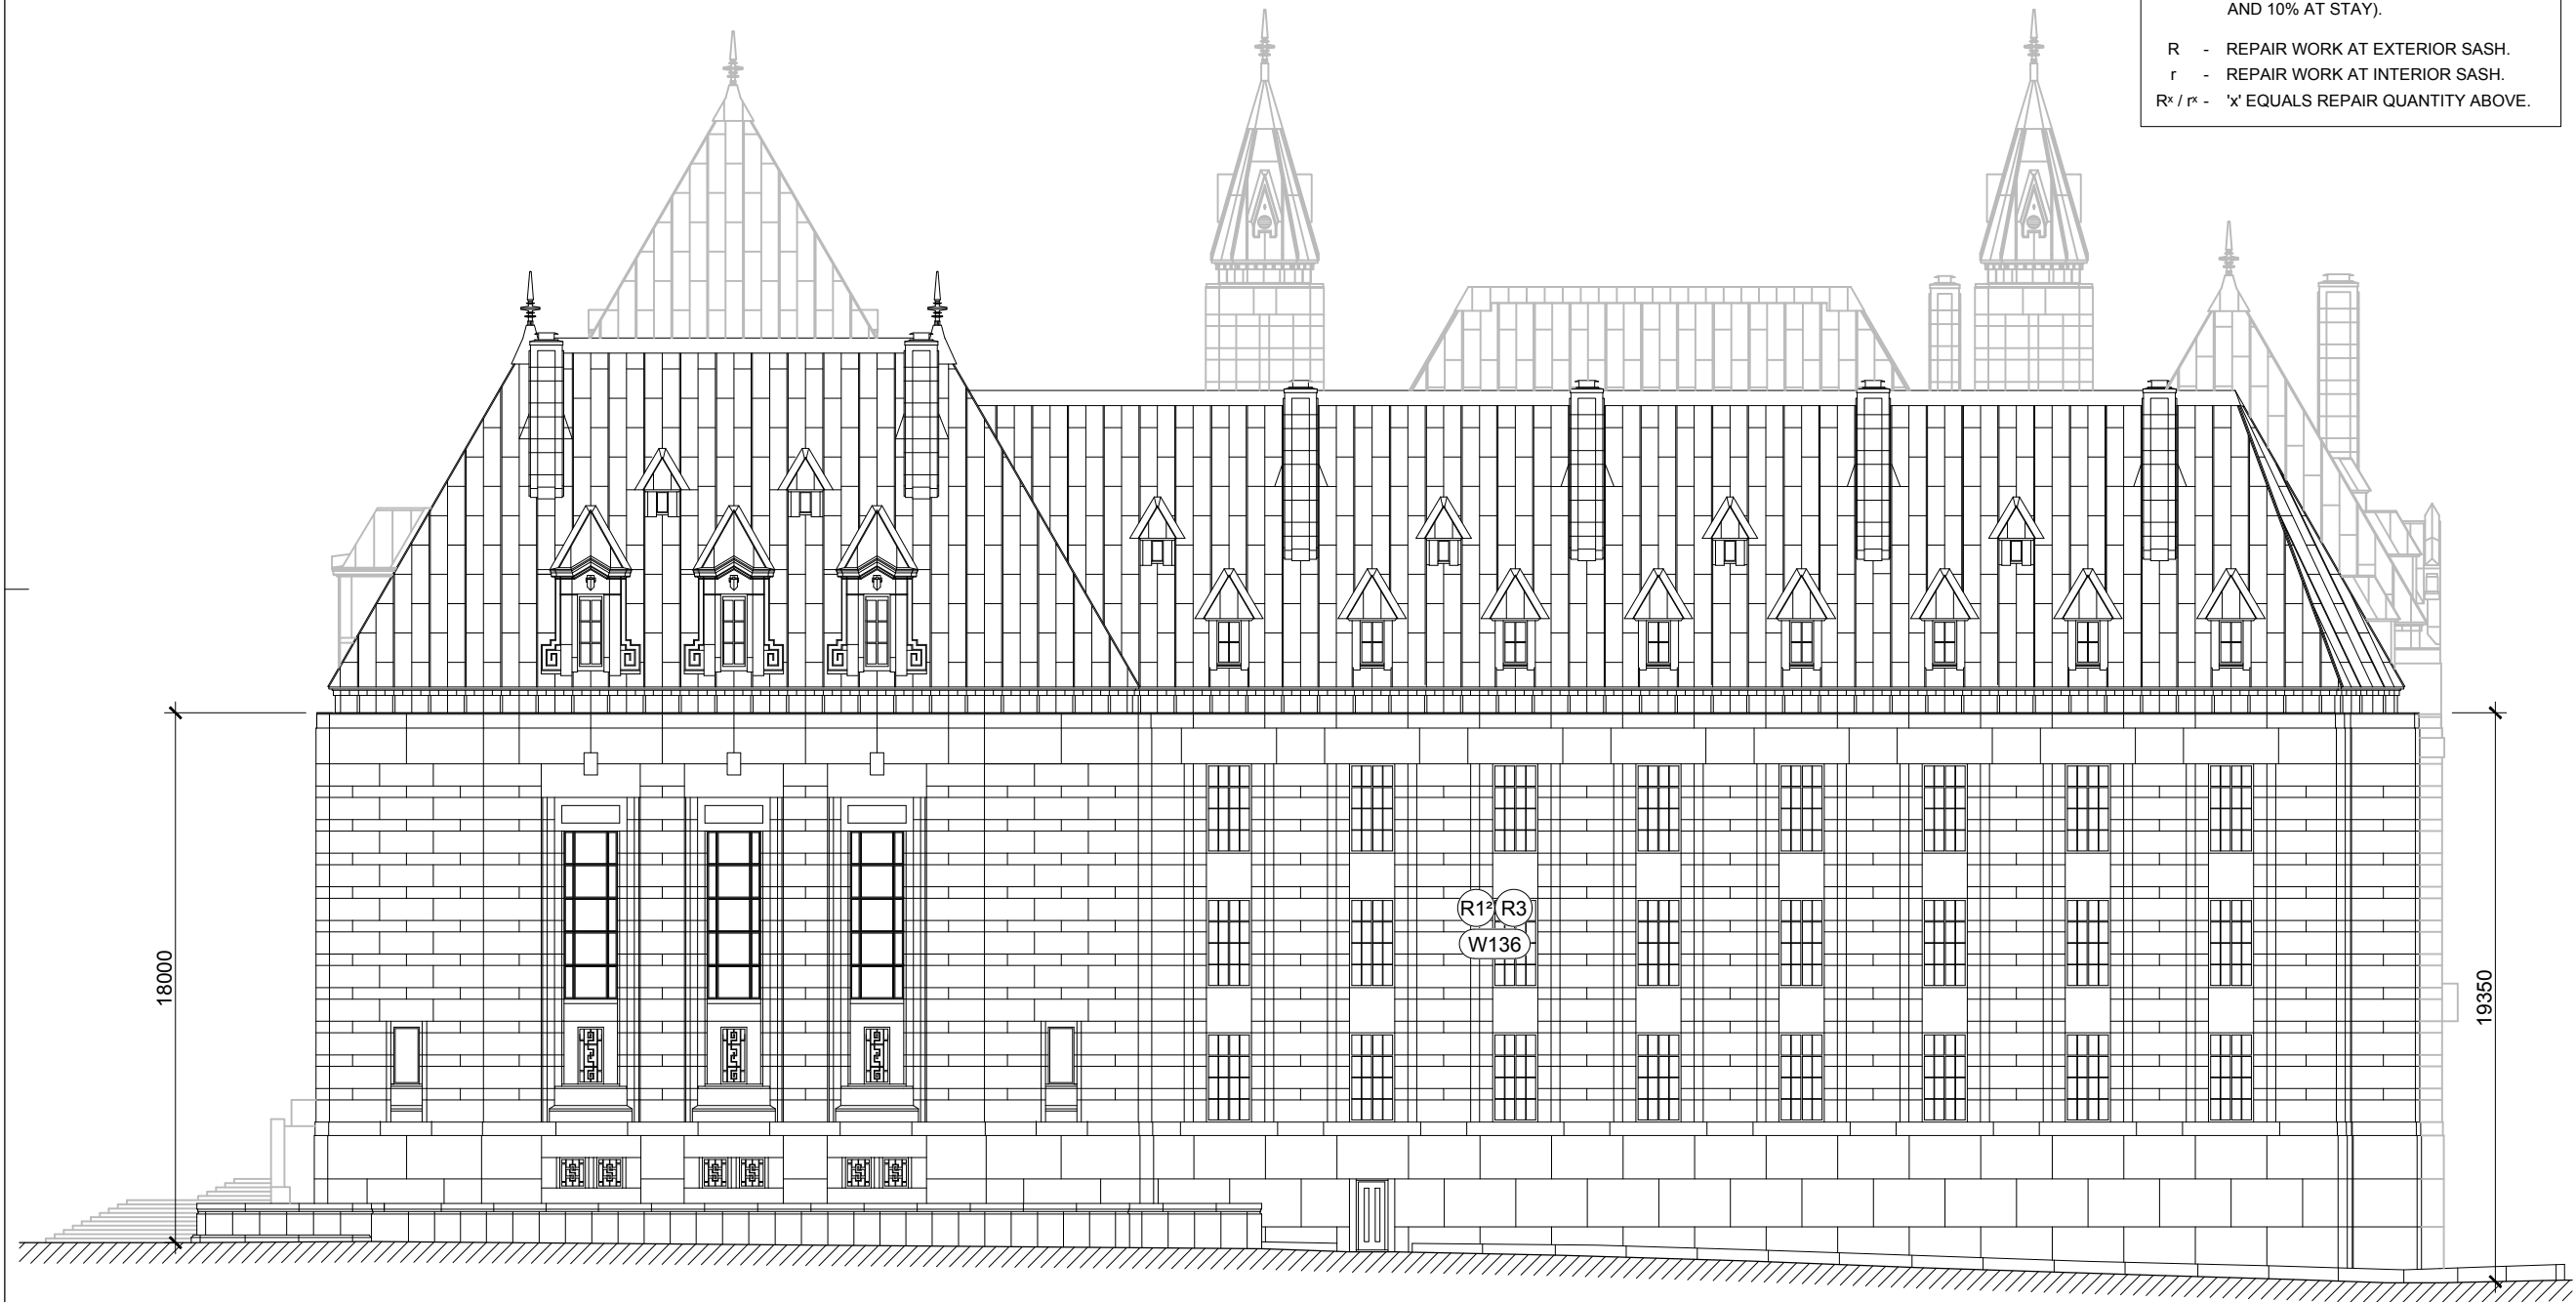 AND 10% AT STAY).
R - REPAIR WORK AT EXTERIOR SASH.
r - REPAIR WORK AT INTERIOR SASH.
Rˣ / rˣ - 'x' EQUALS REPAIR QUANTITY ABOVE.
R1² R3
W136
18000
19350